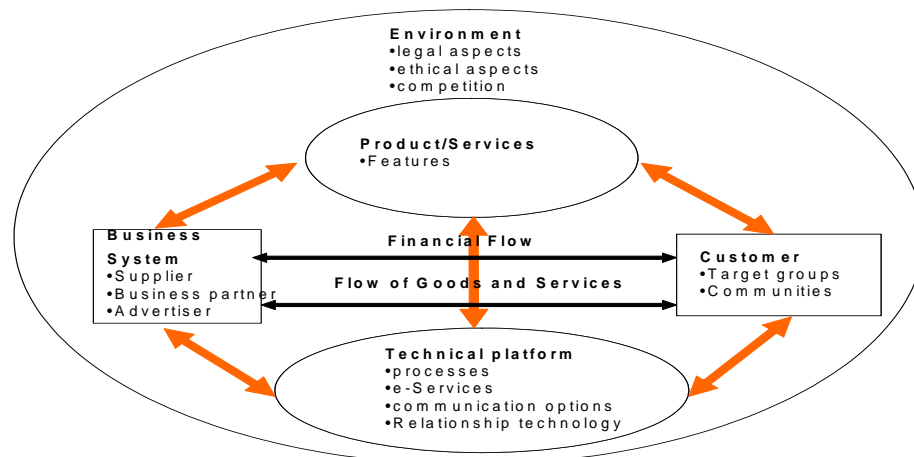 Environment
•legal aspects
•ethical aspects
•competition
Product/Services
•Features
Business
System
•Supplier
•Business partner
•Advertiser
Financial Flow
Flow of Goods and Services
Customer
•Target groups
•Communities
Technical platform
•processes
•e-Services
•communication options
•Relationship technology